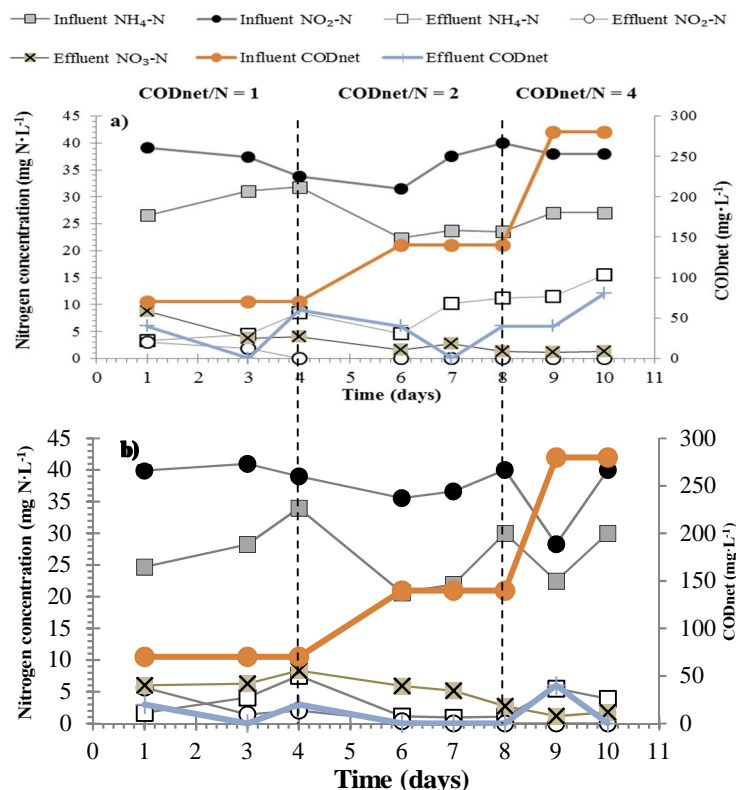 Influent NH₄-N Influent NO₂-N Effluent NH₄-N Effluent NO₂-N
Effluent NO₃-N Influent CODnet Effluent CODnet
CODnet/N = 1 CODnet/N = 2 CODnet/N = 4
a)
Nitrogen concentration (mg N·L⁻¹)
45
40
35
30
25
20
15
10
5
0
300
250
200
150
100
50
0
CODnet (mg·L⁻¹)
0 1 2 3 4 5 6 7 8 9 10 11
Time (days)
b)
Nitrogen concentration (mg N·L⁻¹)
45
40
35
30
25
20
15
10
5
0
300
250
200
150
100
50
0
CODnet (mg·L⁻¹)
0 1 2 3 4 5 6 7 8 9 10 11
Time (days)